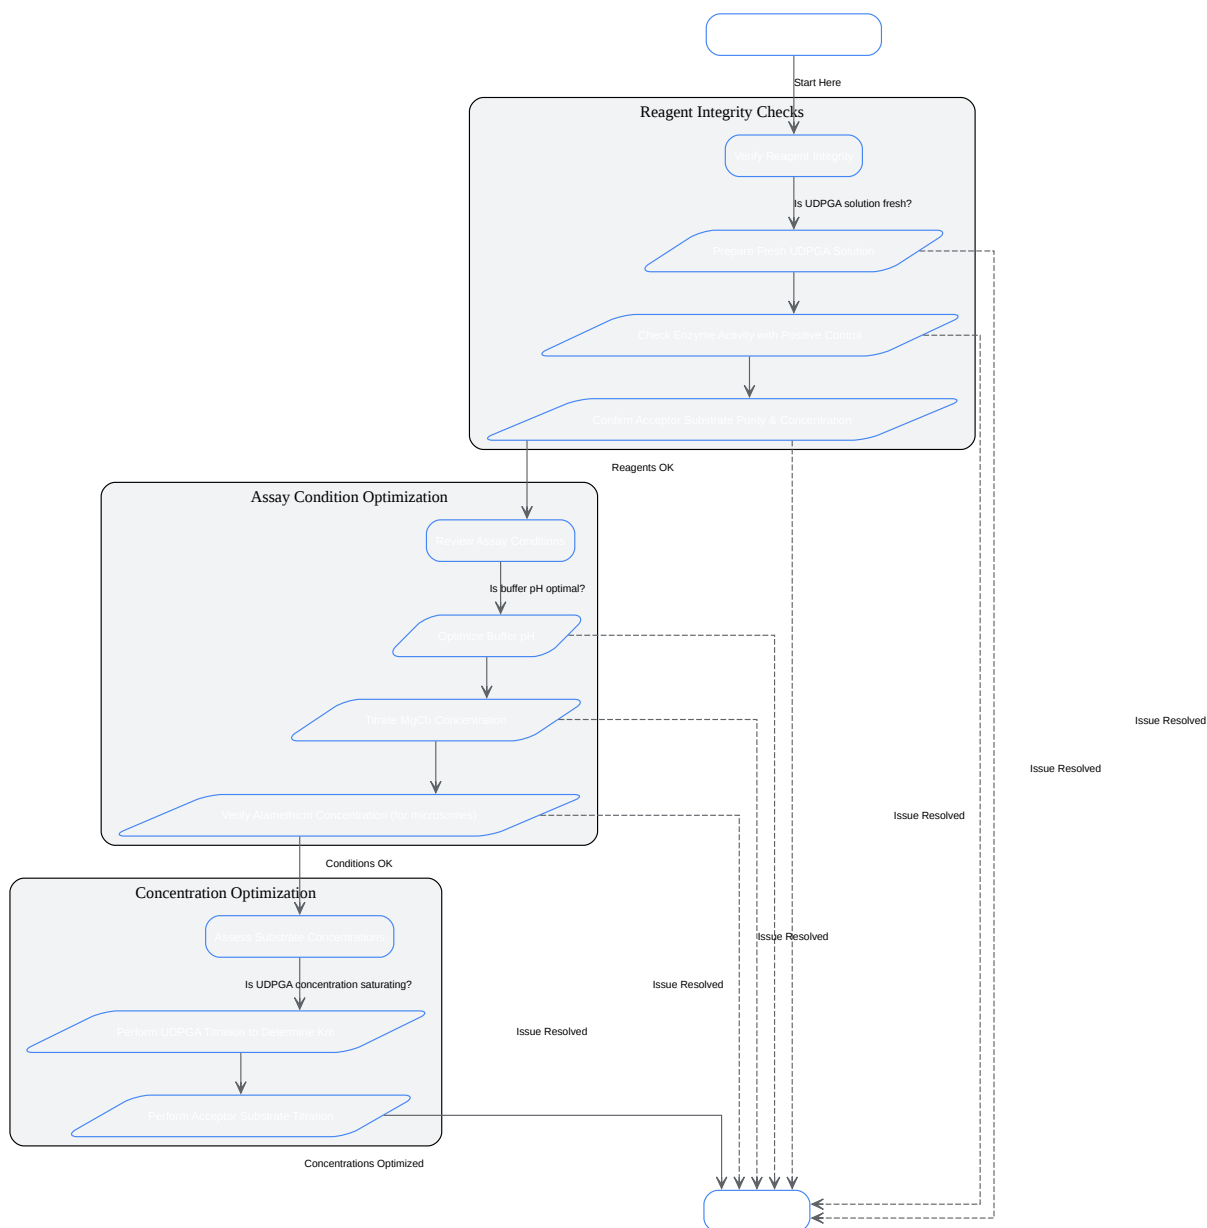 Start Here
Reagent Integrity Checks
Verify Reagent Integrity
Is UDPGA solution fresh?
Prepare Fresh UDPGA Solution
Check Enzyme Activity with Positive Control
Confirm Acceptor Substrate Purity & Concentration
Reagents OK
Assay Condition Optimization
Review Assay Conditions
Is buffer pH optimal?
Optimize Buffer pH
Titrate MgCl₂ Concentration
Issue Resolved
Issue Resolved
Verify Alamethicin Concentration (for microsomes)
Issue Resolved
Conditions OK
Concentration Optimization
Assess Substrate Concentrations
Issue Resolved
Is UDPGA concentration saturating?
Issue Resolved
Perform UDPGA Titration to Determine Km
Issue Resolved
Perform Acceptor Substrate Titration
Concentrations Optimized